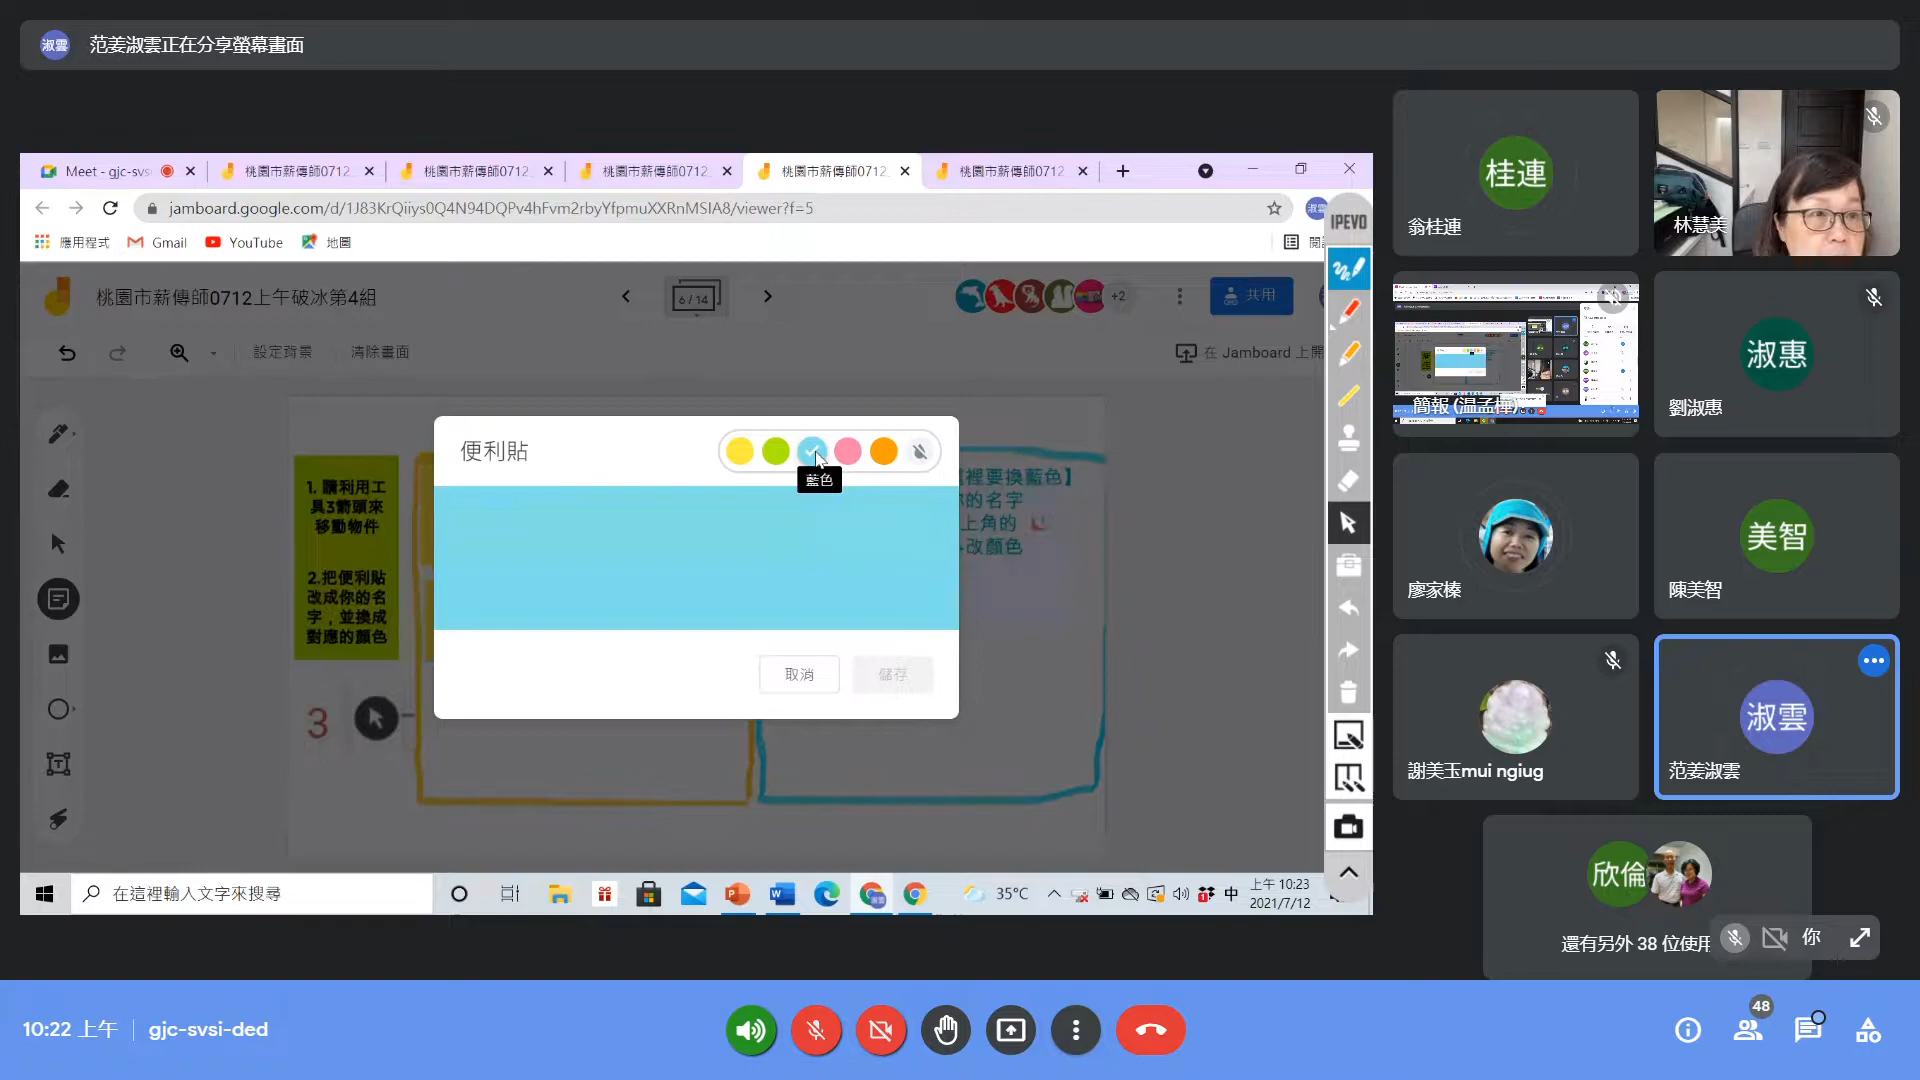 淑雲 范姜淑雲正在分享螢幕畫面
Meet - gjc-svs
桃園市薪傳師0712
桃園市薪傳師0712
桃園市薪傳師0712
桃園市薪傳師0712
桃園市薪傳師0712
jamboard.google.com/d/1J83KrQiiys0Q4N94DQPv4hFvm2rbyYfpmuXXRnMSIA8/viewer?f=5
應用程式 Gmail YouTube 地圖
IPEVO
桃園市薪傳師0712上午破冰第4組
6 / 14
+2
共用
設定背景 清除畫面
在 Jamboard 上開
便利貼
藍色
取消 儲存
1. 請利用工
具3箭頭來
移動物件
2.把便利貼
改成你的名
字，並換成
對應的顏色
裡要換藍色】
的名字
上角的
改顏色
3
在這裡輸入文字來搜尋
35°C
中
上午 10:23
2021/7/12
桂連
翁桂連
林慧美
簡報 (温孟樺)
淑惠
劉淑惠
廖家榛
美智
陳美智
謝美玉mui ngiug
淑雲
范姜淑雲
欣倫
還有另外 38 位使用
你
10:22 上午 gjc-svsi-ded
48